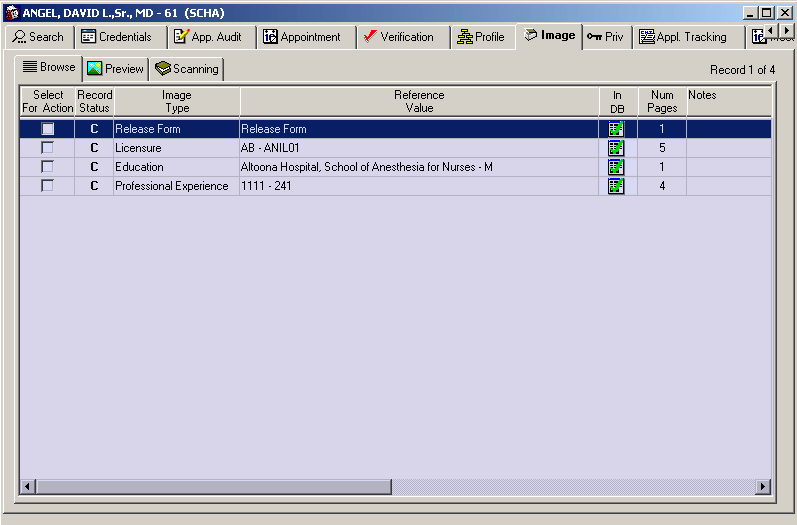 ANGEL, DAVID L.,Sr., MD - 61 (SCHA)
Search Credentials App. Audit Appointment Verification Profile Image Priv Appl. Tracking
Browse Preview Scanning Record 1 of 4
Select For Action Record Status Image Type Reference Value In DB Num Pages Notes
C Release Form Release Form 1
C Licensure AB - ANIL01 5
C Education Altoona Hospital, School of Anesthesia for Nurses - M 1
C Professional Experience 1111 - 241 4